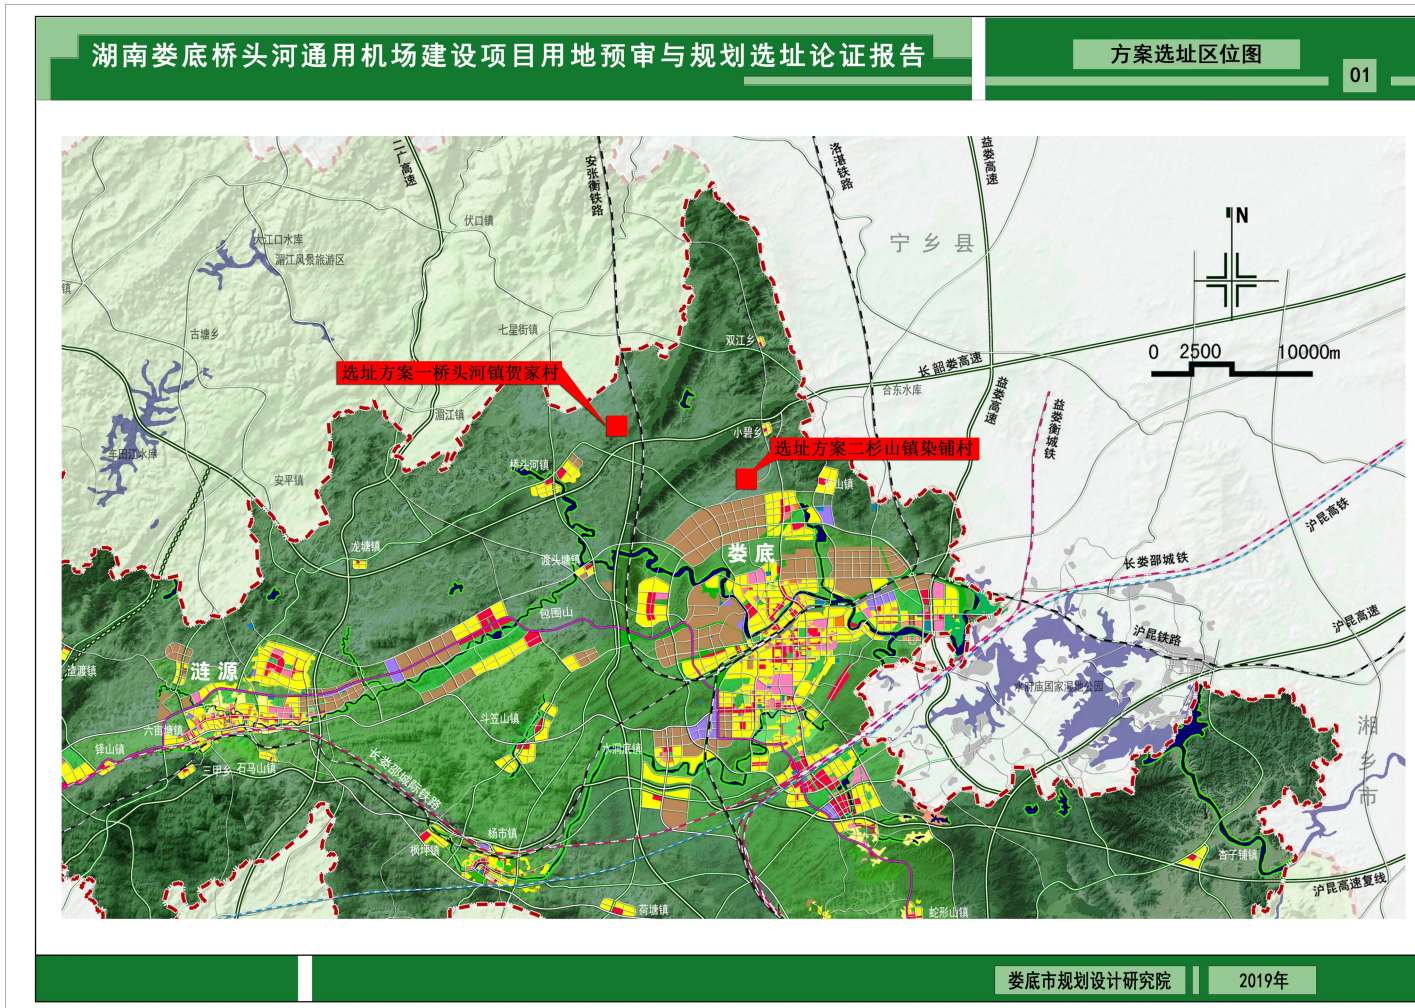 湖南娄底桥头河通用机场建设项目用地预审与规划选址论证报告
方案选址区位图
01
二广高速
安张衡铁路
洛湛铁路
益娄高速
伏口镇
宁乡县
N
大江口水库
湄江风景旅游区
镇
古塘乡
七星街镇
双江乡
0 2500 10000m
长韶娄高速
选址方案一桥头河镇贺家村
合东水库
益娄高速
益娄衡城铁
湄江镇
小碧乡
选址方案二杉山镇染铺村
车田江水库
桥头河镇
安平镇
杉山镇
沪昆高铁
龙塘镇
渡头塘镇
娄底
长娄邵城铁
包围山
沪昆高速
沪昆铁路
渣渡镇
涟源
水府庙国家湿地公园
斗笠山镇
六亩塘镇
湘乡市
铎山镇
水洞底镇
三甲乡
石马山镇
长娄邵城际铁路
杨市镇
枫坪镇
杏子铺镇
沪昆高速复线
荷塘镇
蛇形山镇
娄底市规划设计研究院
2019年